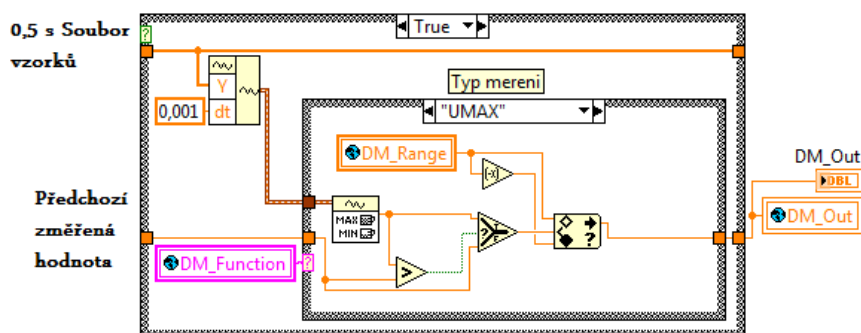 0,5 s Soubor
vzorků
?
True
Y
dt
0,001
Typ mereni
"UMAX"
DM_Range
[-x]
MAX
MIN
?
T
F
>
?
DM_Out
DBL
DM_Out
Předchozí
změřená
hodnota
DM_Function
?